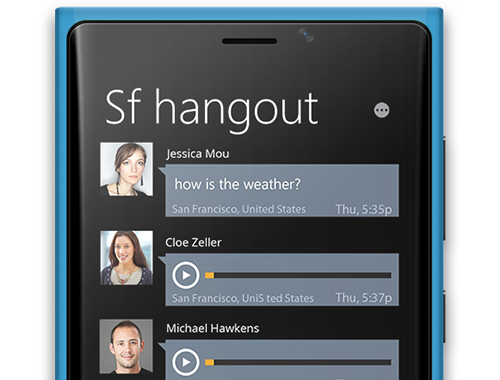 Sf hangout
Jessica Mou
how is the weather?
San Francisco, United States Thu, 5:35p
Cloe Zeller
San Francisco, UniS ted States Thu, 5:37p
Michael Hawkens